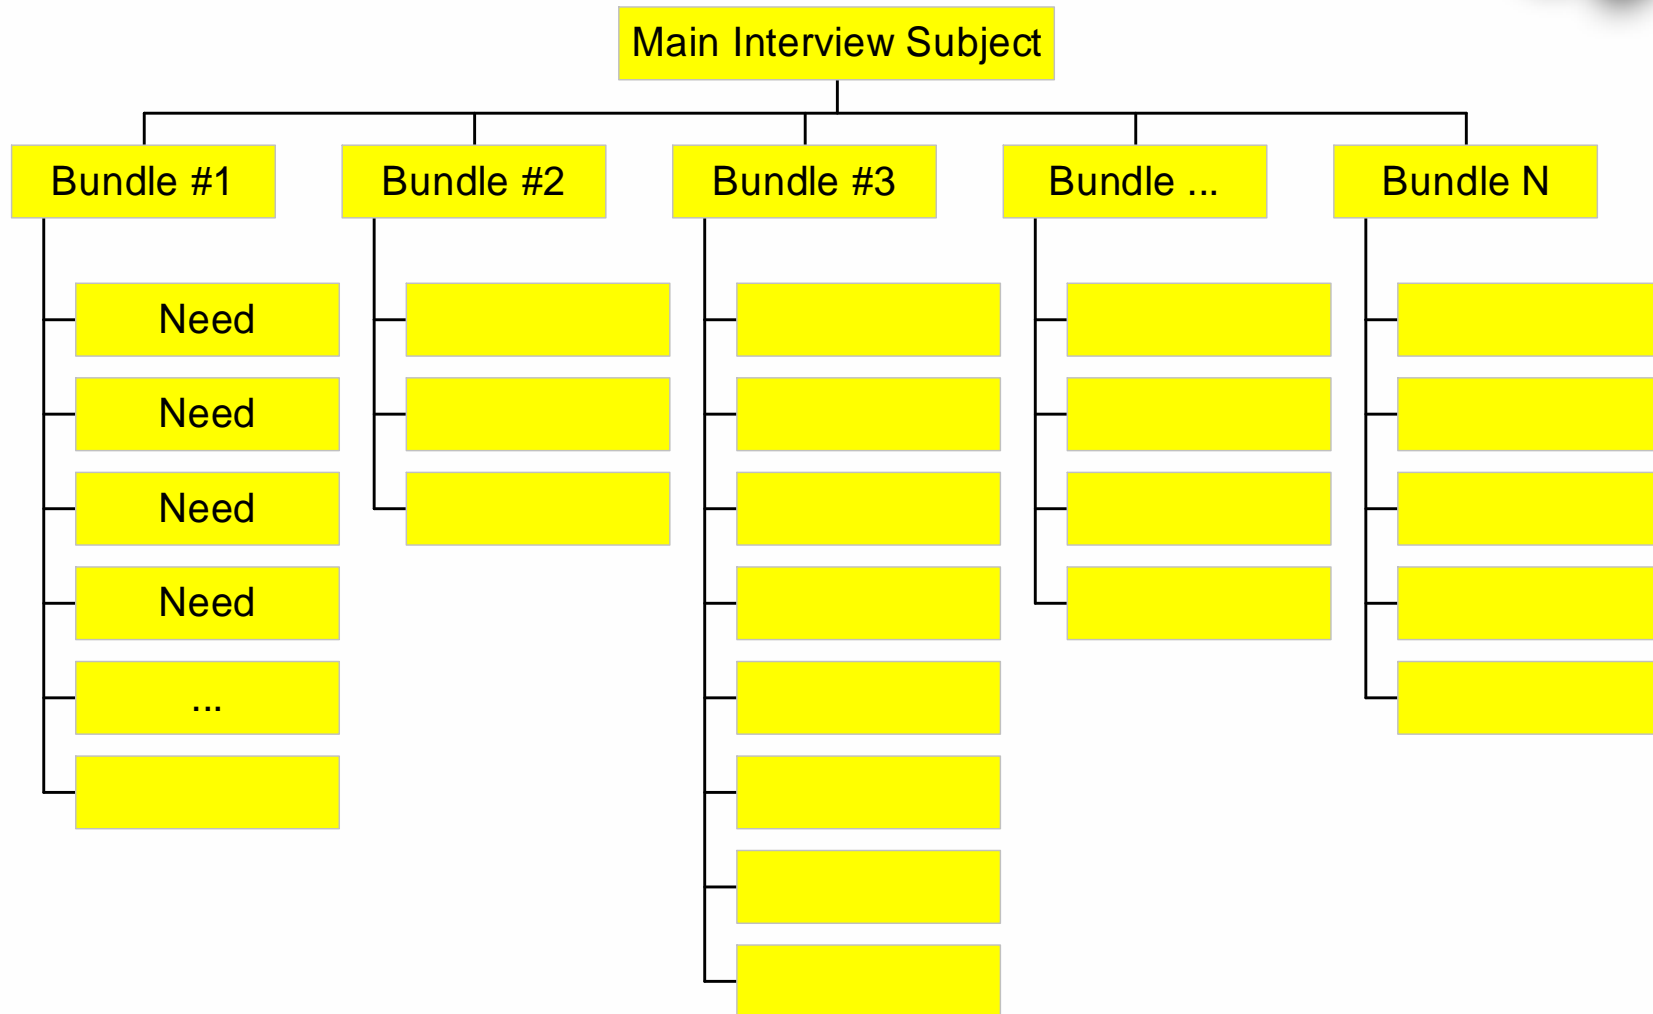 Main Interview Subject
Bundle #1
Bundle #2
Bundle #3
Bundle ...
Bundle N
Need
Need
Need
Need
...